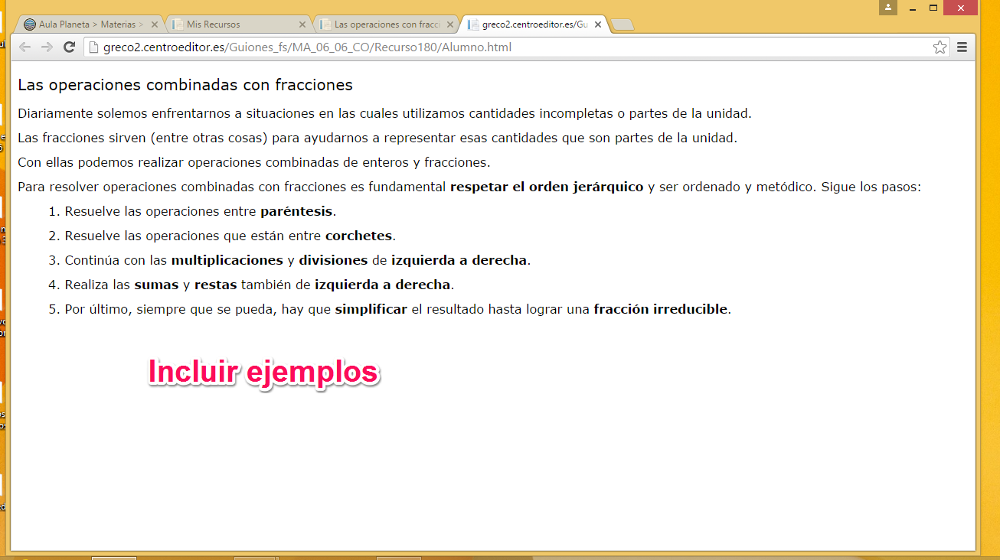 Aula Planeta > Materias >
Mis Recursos
Las operaciones con fracci
greco2.centroeditor.es/Gu
greco2.centroeditor.es/Guiones_fs/MA_06_06_CO/Recurso180/Alumno.html
Las operaciones combinadas con fracciones
Diariamente solemos enfrentarnos a situaciones en las cuales utilizamos cantidades incompletas o partes de la unidad.
Las fracciones sirven (entre otras cosas) para ayudarnos a representar esas cantidades que son partes de la unidad.
Con ellas podemos realizar operaciones combinadas de enteros y fracciones.
Para resolver operaciones combinadas con fracciones es fundamental respetar el orden jerárquico y ser ordenado y metódico. Sigue los pasos:
1. Resuelve las operaciones entre paréntesis.
2. Resuelve las operaciones que están entre corchetes.
3. Continúa con las multiplicaciones y divisiones de izquierda a derecha.
4. Realiza las sumas y restas también de izquierda a derecha.
5. Por último, siempre que se pueda, hay que simplificar el resultado hasta lograr una fracción irreducible.
Incluir ejemplos